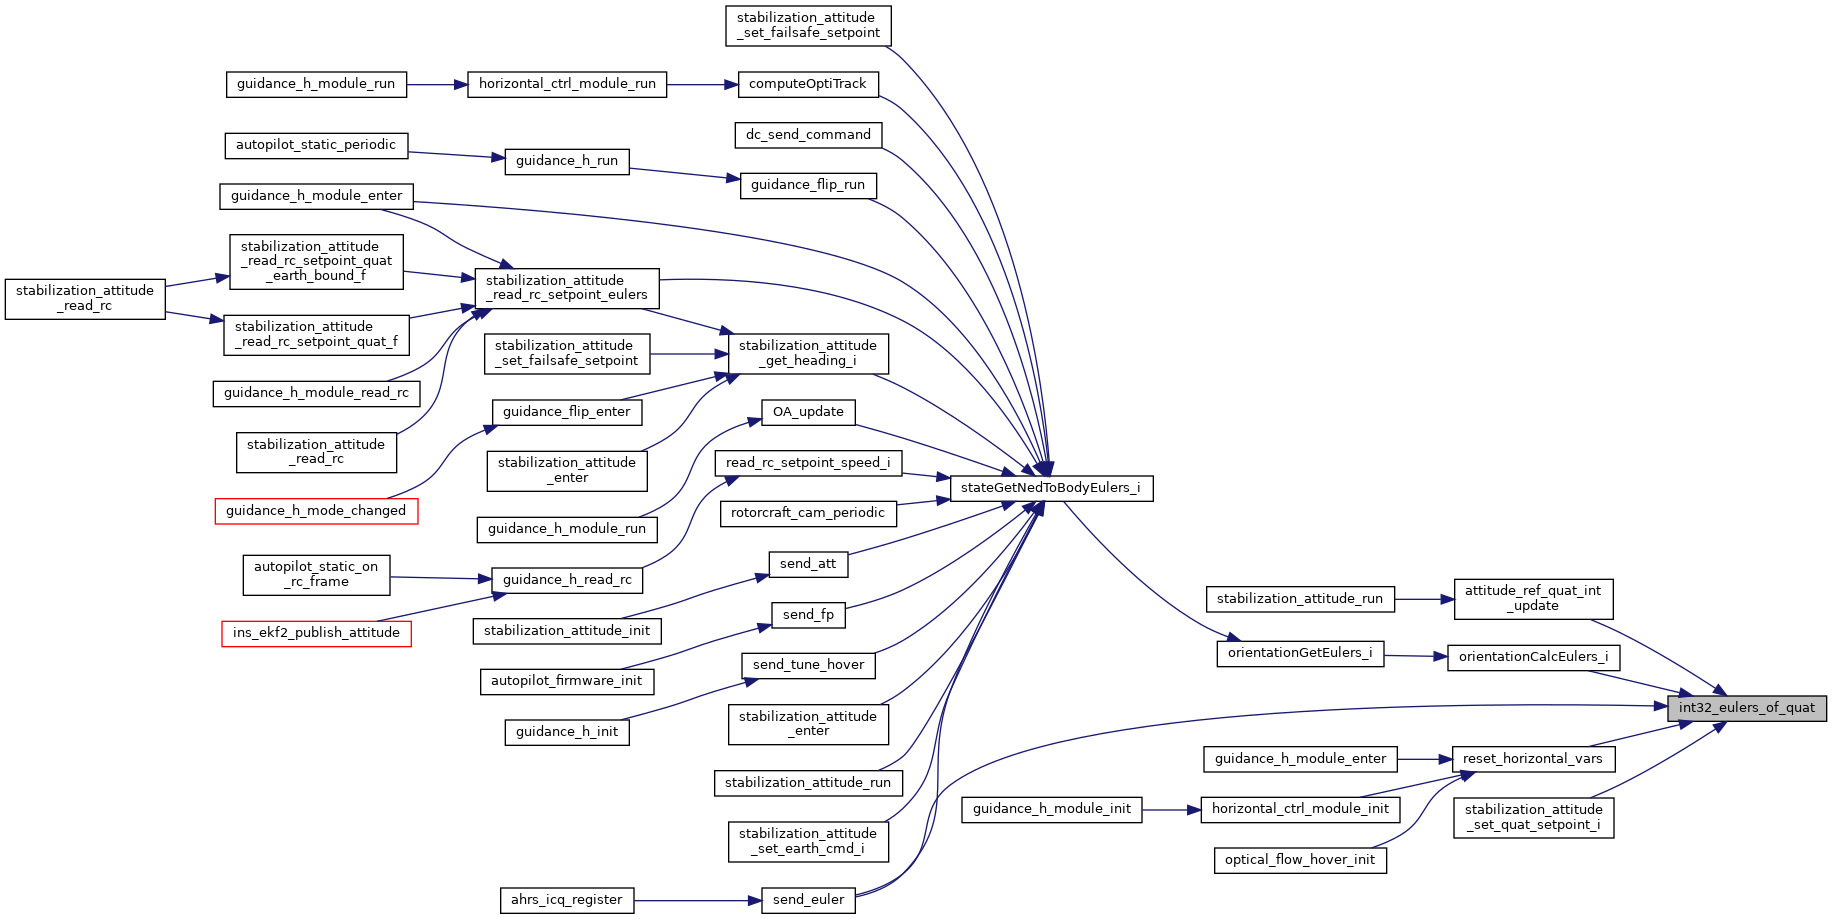 stabilization_attitude
_set_failsafe_setpoint
guidance_h_module_run
horizontal_ctrl_module_run
computeOptiTrack
dc_send_command
autopilot_static_periodic
guidance_h_run
guidance_flip_run
guidance_h_module_enter
stabilization_attitude
_read_rc_setpoint_quat
_earth_bound_f
stabilization_attitude
_read_rc
stabilization_attitude
_read_rc_setpoint_eulers
stabilization_attitude
_read_rc_setpoint_quat_f
stabilization_attitude
_set_failsafe_setpoint
stabilization_attitude
_get_heading_i
guidance_h_module_read_rc
guidance_flip_enter
OA_update
stabilization_attitude
_read_rc
stabilization_attitude
_enter
read_rc_setpoint_speed_i
stateGetNedToBodyEulers_i
guidance_h_mode_changed
guidance_h_module_run
rotorcraft_cam_periodic
autopilot_static_on
_rc_frame
guidance_h_read_rc
send_att
ins_ekf2_publish_attitude
stabilization_attitude_init
send_fp
stabilization_attitude_run
attitude_ref_quat_int
_update
autopilot_firmware_init
send_tune_hover
orientationGetEulers_i
orientationCalcEulers_i
guidance_h_init
stabilization_attitude
_enter
int32_eulers_of_quat
stabilization_attitude_run
guidance_h_module_enter
reset_horizontal_vars
guidance_h_module_init
horizontal_ctrl_module_init
stabilization_attitude
_set_quat_setpoint_i
stabilization_attitude
_set_earth_cmd_i
optical_flow_hover_init
ahrs_icq_register
send_euler